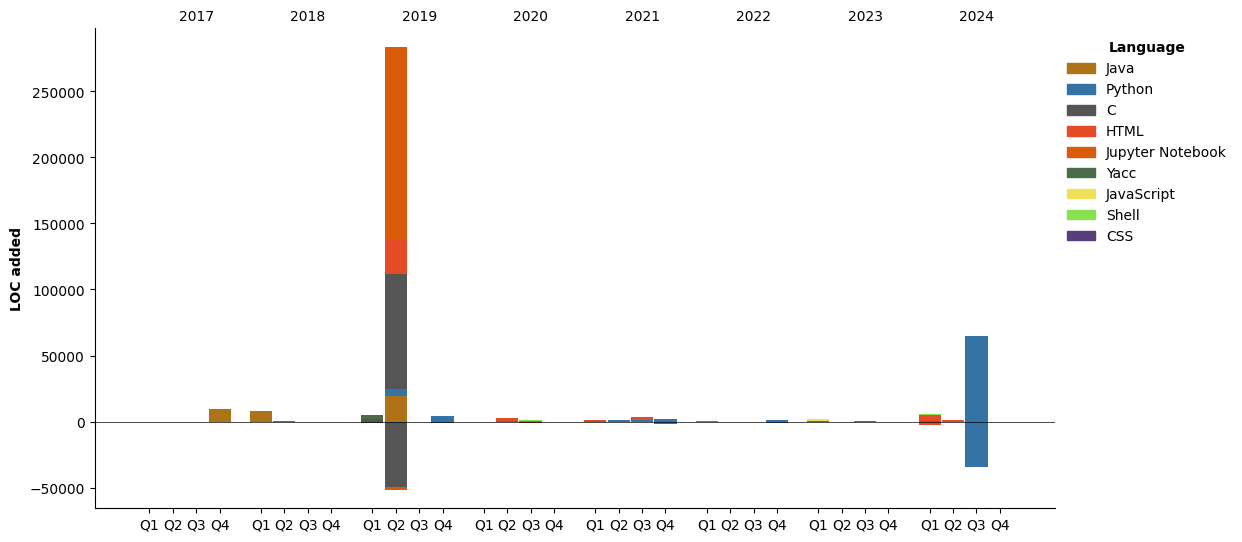 2017 2018 2019 2020 2021 2022 2023 2024
Language
Java
Python
C
HTML
Jupyter Notebook
Yacc
JavaScript
Shell
CSS
LOC added
250000
200000
150000
100000
50000
0
−50000
Q1 Q2 Q3 Q4 Q1 Q2 Q3 Q4 Q1 Q2 Q3 Q4 Q1 Q2 Q3 Q4 Q1 Q2 Q3 Q4 Q1 Q2 Q3 Q4 Q1 Q2 Q3 Q4 Q1 Q2 Q3 Q4